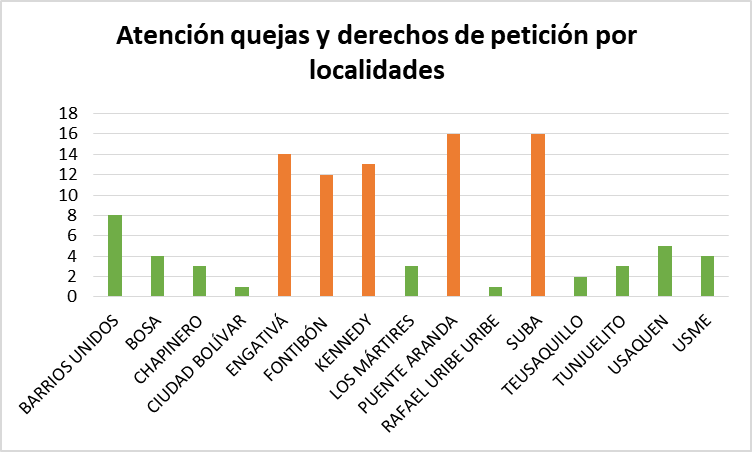 Atención quejas y derechos de petición por
localidades
18
16
14
12
10
8
6
4
2
0
BARRIOS UNIDOS
BOSA
CHAPINERO
CIUDAD BOLÍVAR
ENGATIVÁ
FONTIBÓN
KENNEDY
LOS MÁRTIRES
PUENTE ARANDA
RAFAEL URIBE URIBE
SUBA
TEUSAQUILLO
TUNJUELITO
USAQUEN
USME